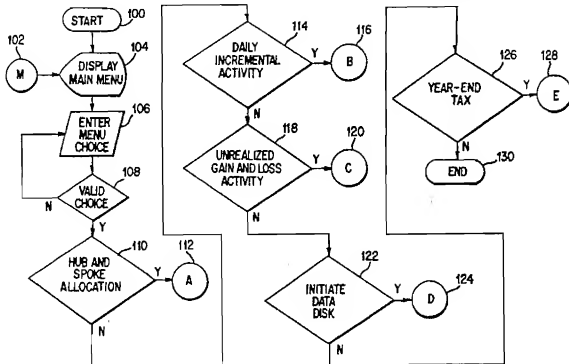 START
100
102
M
DISPLAY
MAIN MENU
104
ENTER
MENU
CHOICE
106
VALID
CHOICE
108
N
Y
HUB AND
SPOKE
ALLOCATION
110
Y
A
112
N
DAILY
INCREMENTAL
ACTIVITY
114
Y
B
116
N
UNREALIZED
GAIN AND LOSS
ACTIVITY
118
Y
C
120
N
INITIATE
DATA
DISK
122
Y
D
124
N
YEAR-END
TAX
126
Y
E
128
N
END
130